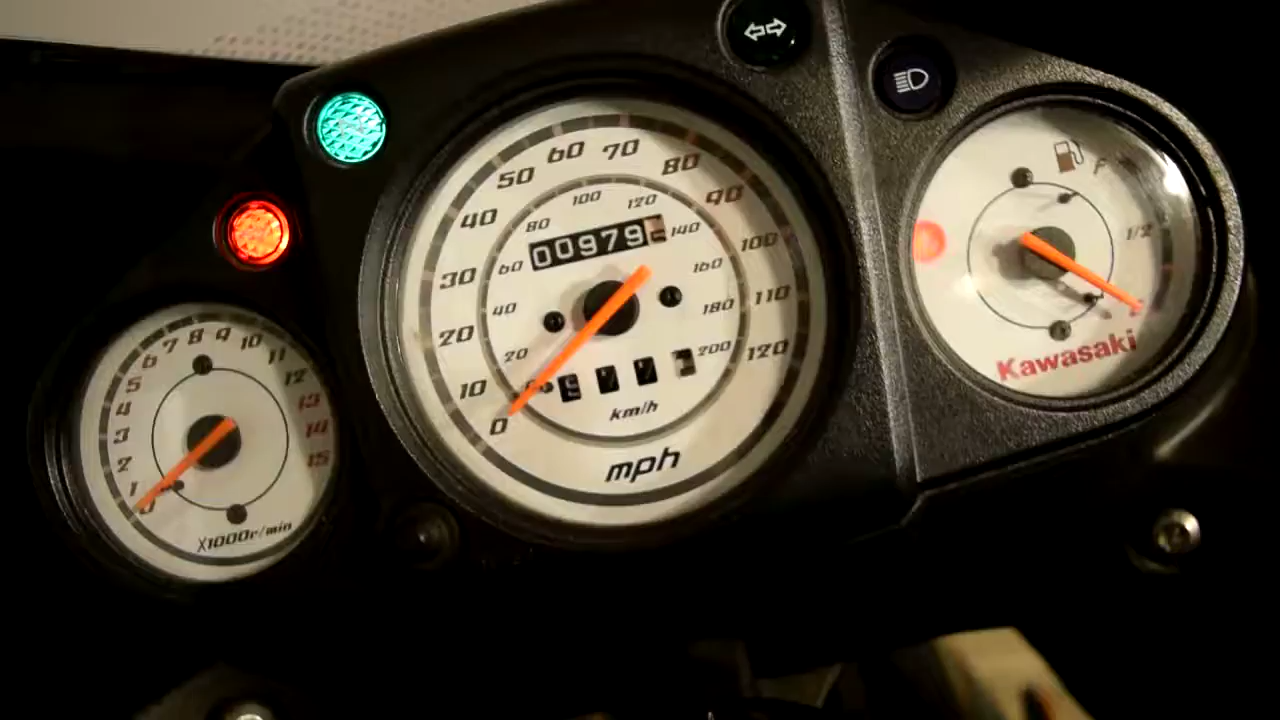 50 60 70 80
40 100 120 90
80
00979 140
30 60 160 100
40 180 110
20
20 200 120
10
0 km/h
mph
F
1/2
Kawasaki
7 8 9 10
6 11
5 12
4 13
3 14
2 15
1
0
X1000r/min